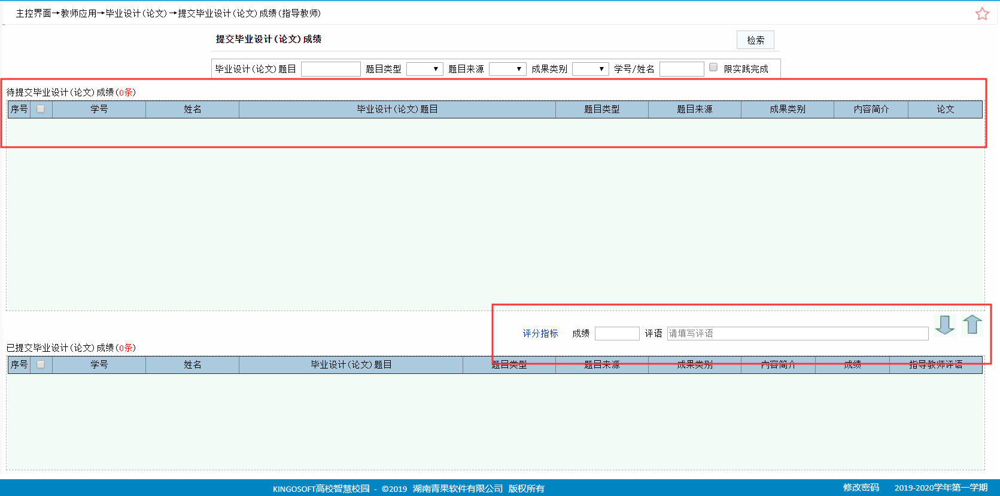 主控界面→教师应用→毕业设计(论文)→提交毕业设计(论文)成绩(指导教师)
提交毕业设计(论文)成绩
检索
毕业设计(论文)题目 题目类型 题目来源 成果类别 学号/姓名 限实践完成
待提交毕业设计(论文)成绩(0条)
序号 学号 姓名 毕业设计(论文)题目 题目类型 题目来源 成果类别 内容简介 论文
评分指标 成绩 评语 请填写评语
已提交毕业设计(论文)成绩(0条)
序号 学号 姓名 毕业设计(论文)题目 题目类型 题目来源 成果类别 内容简介 成绩 指导教师评语
KINGOSOFT高校智慧校园 - ©2019 湖南青果软件有限公司 版权所有 修改密码 2019-2020学年第一学期